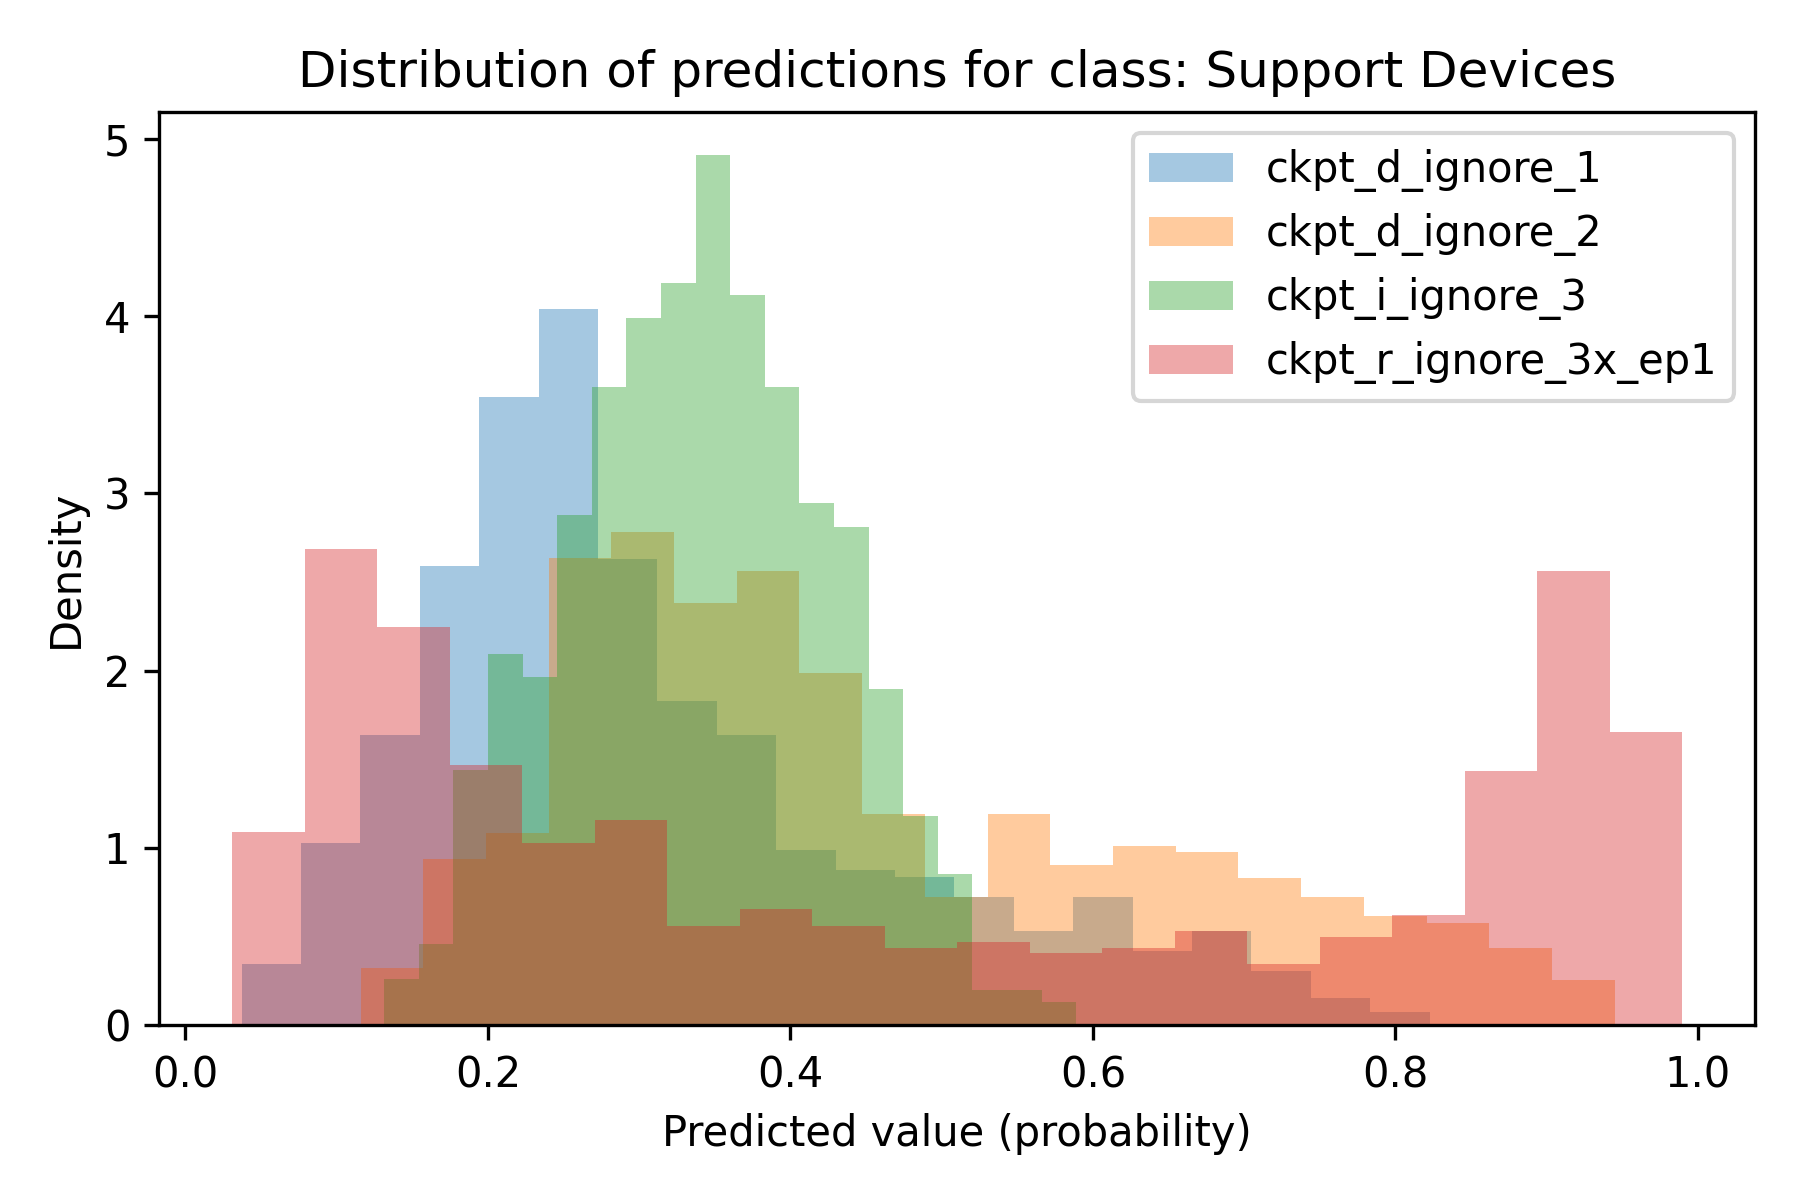 Distribution of predictions for class: Support Devices
ckpt_d_ignore_1
ckpt_d_ignore_2
ckpt_i_ignore_3
ckpt_r_ignore_3x_ep1
Density
5
4
3
2
1
0
0.0 0.2 0.4 0.6 0.8 1.0
Predicted value (probability)